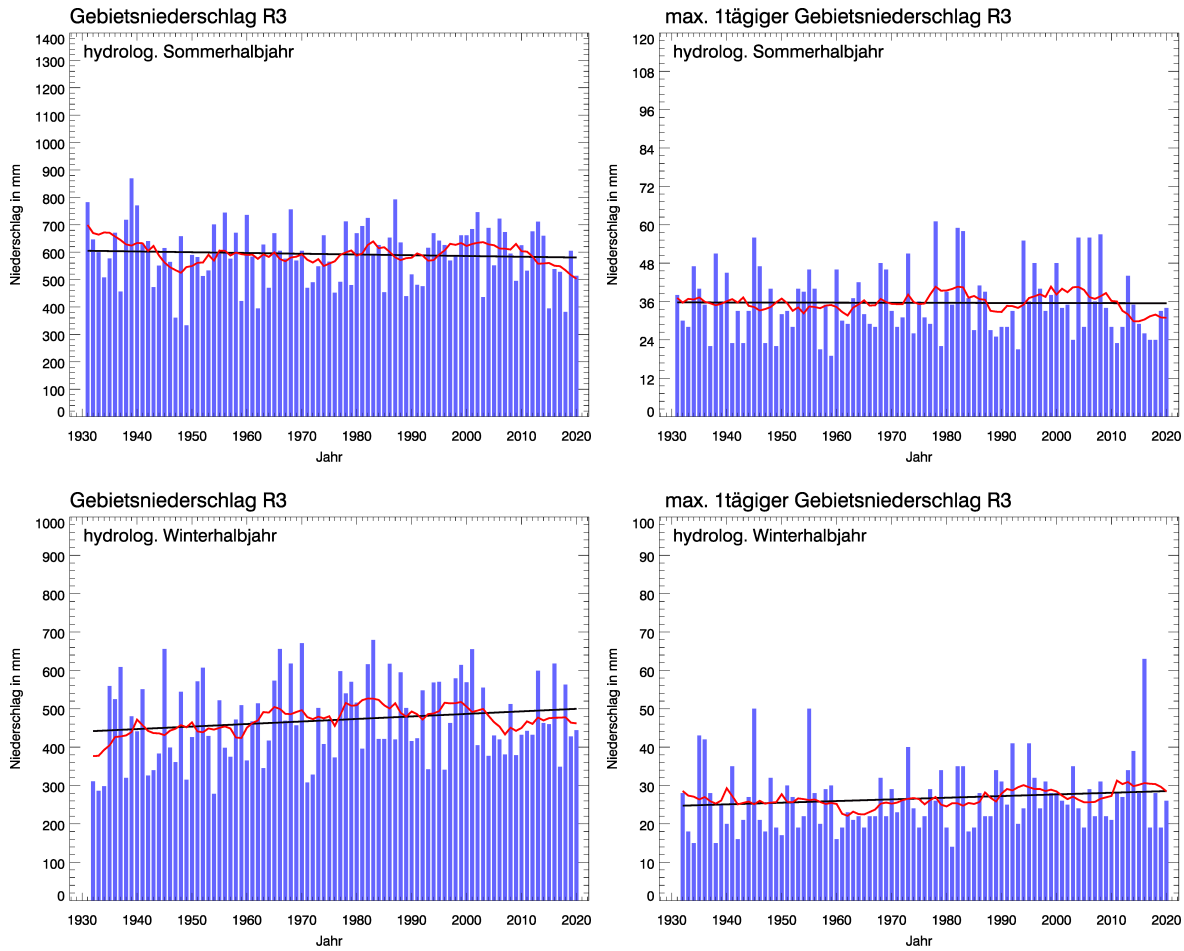 Gebietsniederschlag R3
hydrolog. Sommerhalbjahr
Niederschlag in mm
1400
1300
1200
1100
1000
900
800
700
600
500
400
300
200
100
0
1930 1940 1950 1960 1970 1980 1990 2000 2010 2020
Jahr
max. 1tägiger Gebietsniederschlag R3
hydrolog. Sommerhalbjahr
Niederschlag in mm
120
108
96
84
72
60
48
36
24
12
0
1930 1940 1950 1960 1970 1980 1990 2000 2010 2020
Jahr
Gebietsniederschlag R3
hydrolog. Winterhalbjahr
Niederschlag in mm
1000
900
800
700
600
500
400
300
200
100
0
1930 1940 1950 1960 1970 1980 1990 2000 2010 2020
Jahr
max. 1tägiger Gebietsniederschlag R3
hydrolog. Winterhalbjahr
Niederschlag in mm
100
90
80
70
60
50
40
30
20
10
0
1930 1940 1950 1960 1970 1980 1990 2000 2010 2020
Jahr